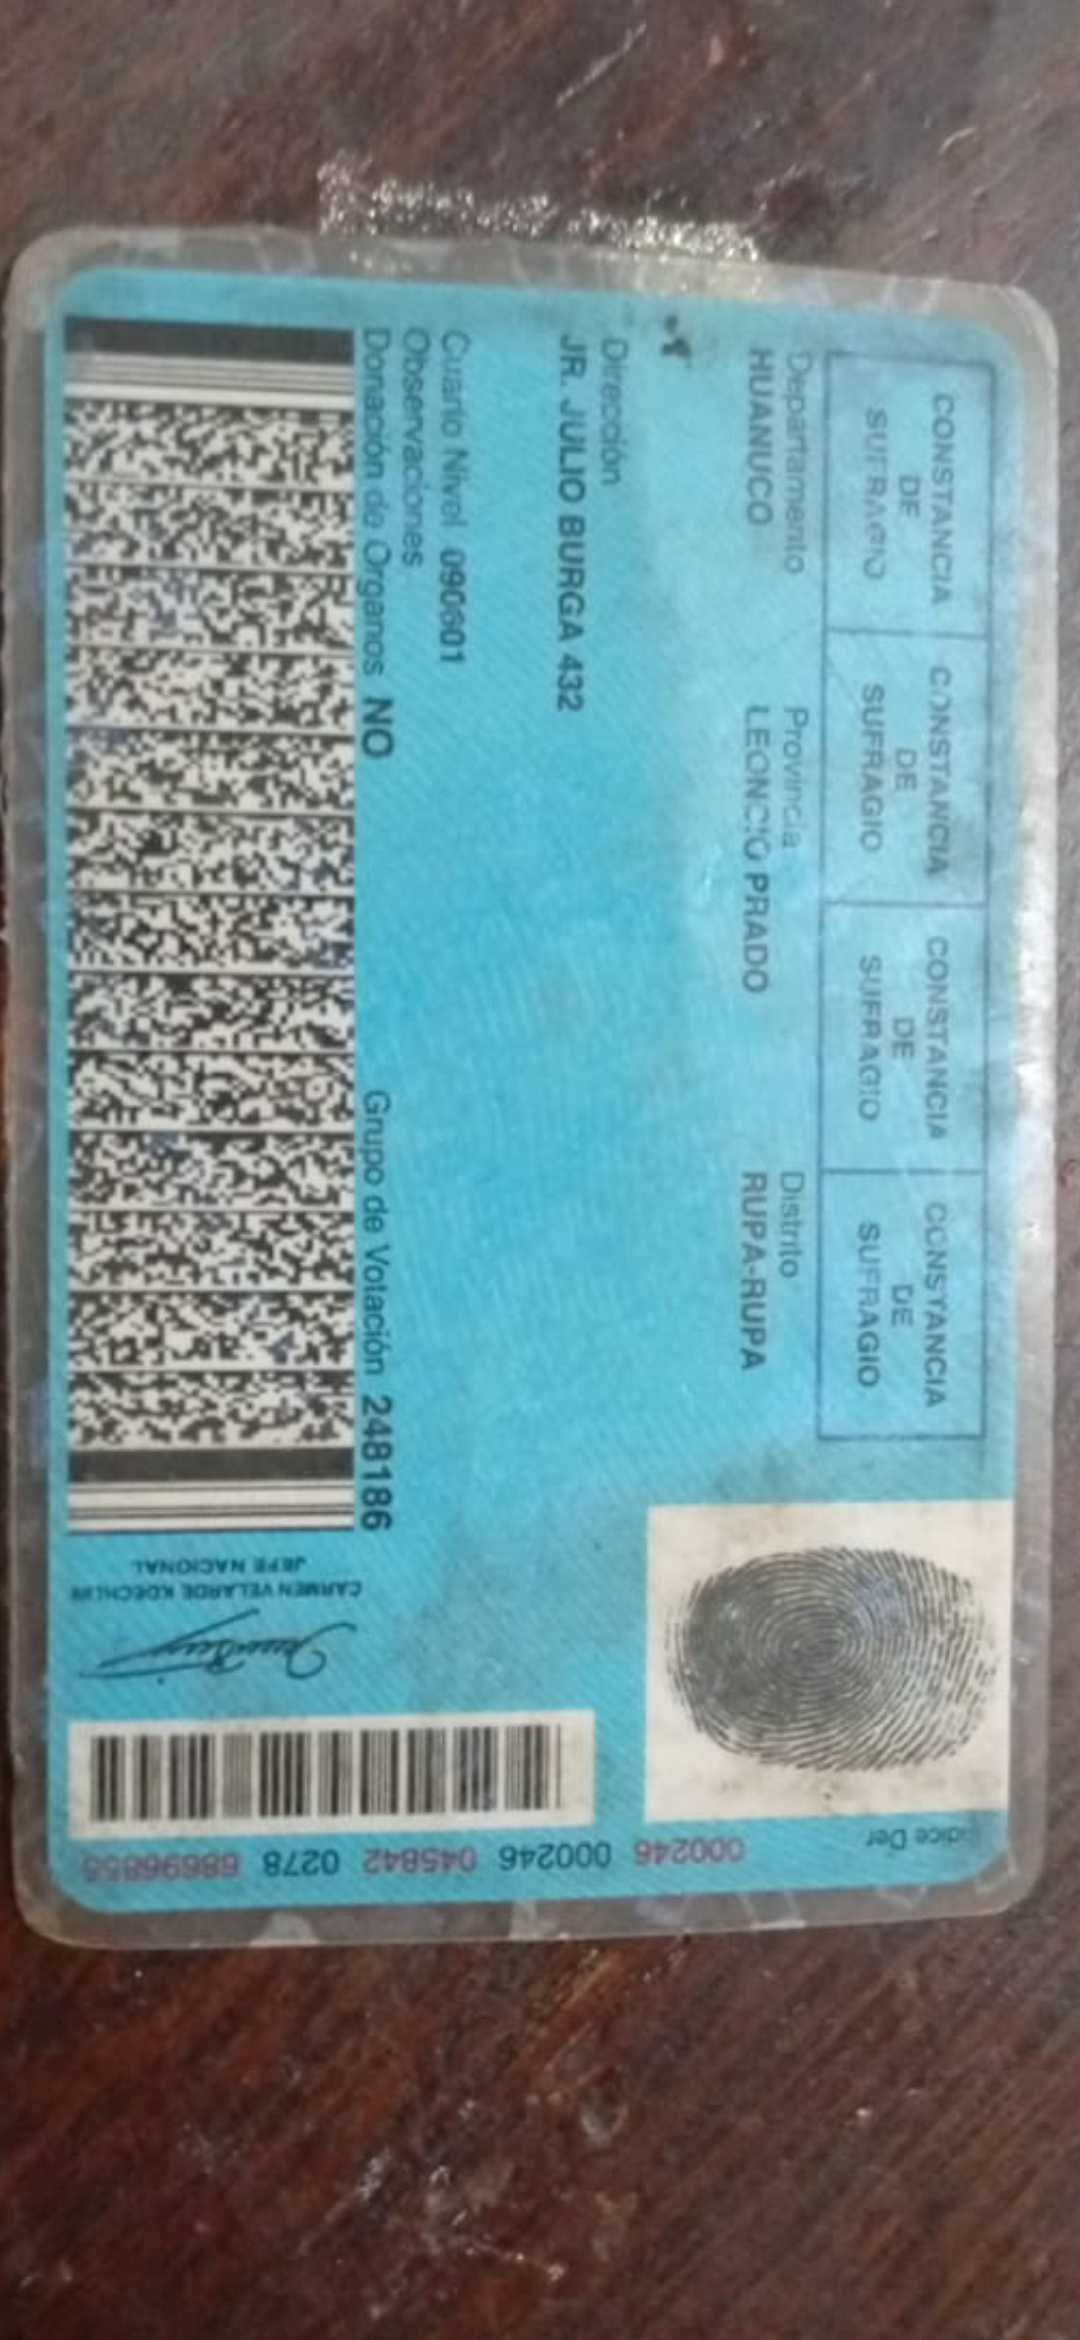 CONSTANCIA DE SUFRAGIO
CONSTANCIA DE SUFRAGIO
CONSTANCIA DE SUFRAGIO
CONSTANCIA DE SUFRAGIO
Departamento Provincia Distrito
HUANUCO LEONCIO PRADO RUPA-RUPA
Dirección
JR. JULIO BURGA 432
Cuarto Nivel 090601
Observaciones
Donación de Organos NO Grupo de Votación 248186
CARMEN VELARDE KOECHLIN
JEFE NACIONAL
Der
0278 045842 000246 000246